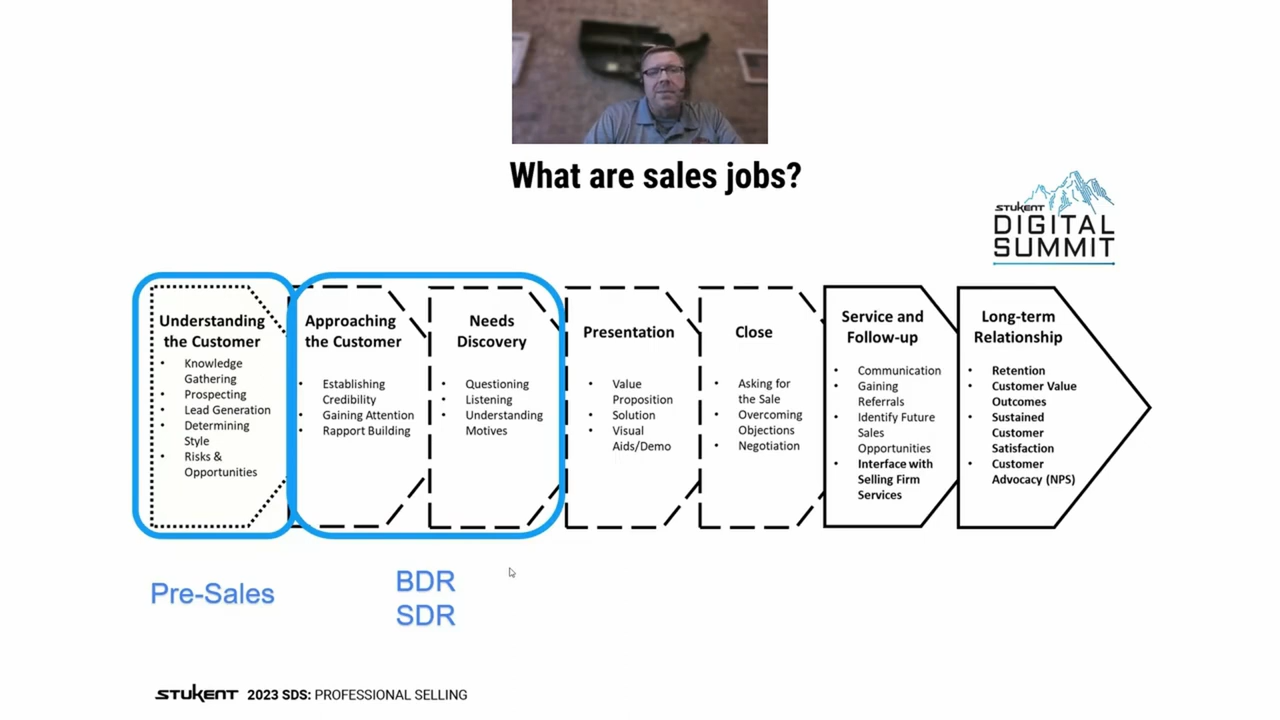 What are sales jobs?
STUKENT
DIGITAL
SUMMIT
Understanding
the Customer
• Knowledge
Gathering
• Prospecting
• Lead Generation
• Determining
Style
• Risks &
Opportunities
Approaching
the Customer
• Establishing
Credibility
• Gaining Attention
• Rapport Building
Needs
Discovery
• Questioning
• Listening
• Understanding
Motives
Presentation
• Value
Proposition
• Solution
• Visual
Aids/Demo
Close
• Asking for
the Sale
• Overcoming
Objections
• Negotiation
Service and
Follow-up
• Communication
• Gaining
Referrals
• Identify Future
Sales
Opportunities
• Interface with
Selling Firm
Services
Long-term
Relationship
• Retention
• Customer Value
Outcomes
• Sustained
Customer
Satisfaction
• Customer
Advocacy (NPS)
Pre-Sales
BDR
SDR
STUKENT 2023 SDS: PROFESSIONAL SELLING